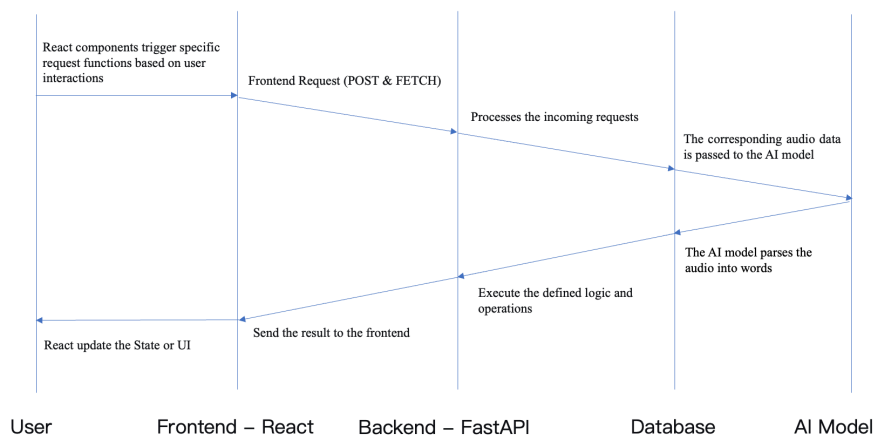 React components trigger specific
request functions based on user
interactions
Frontend Request (POST & FETCH)
Processes the incoming requests
The corresponding audio data
is passed to the AI model
The AI model parses the
audio into words
Execute the defined logic and
operations
Send the result to the frontend
React update the State or UI
User
Frontend – React
Backend – FastAPI
Database
AI Model